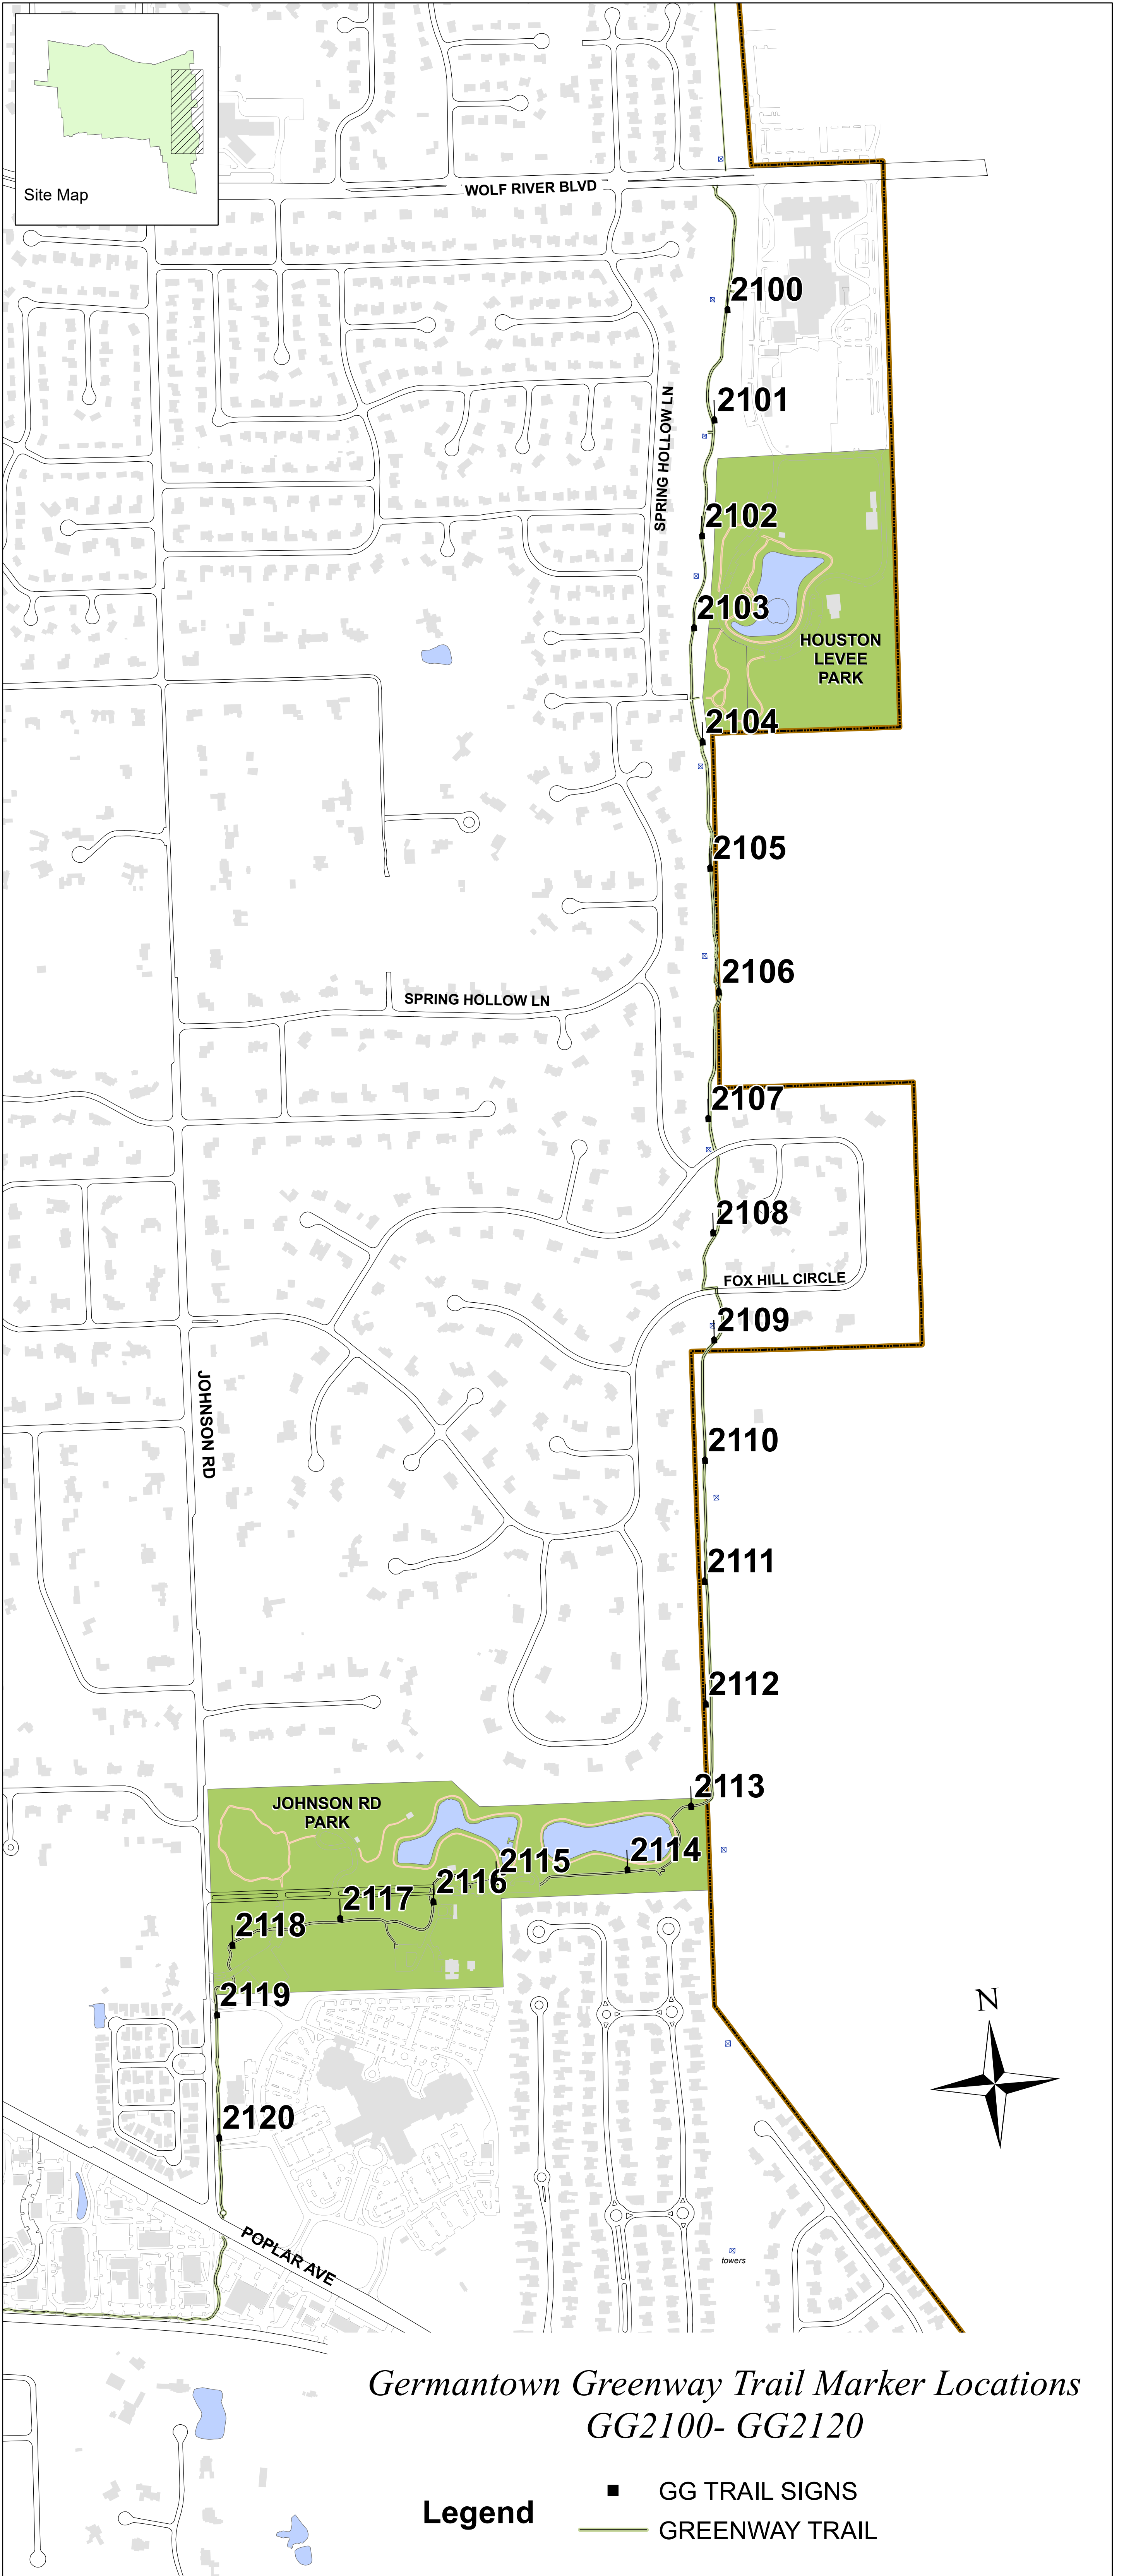 Site Map
WOLF RIVER BLVD
2100
2101
SPRING HOLLOW LN
2102
2103
HOUSTON
LEVEE
PARK
2104
2105
2106
SPRING HOLLOW LN
2107
2108
FOX HILL CIRCLE
2109
JOHNSON RD
2110
2111
2112
2113
JOHNSON RD
PARK
2114
2115
2116
2117
2118
2119
N
2120
POPLAR AVE
towers
Germantown Greenway Trail Marker Locations
GG2100- GG2120
Legend
GG TRAIL SIGNS
GREENWAY TRAIL